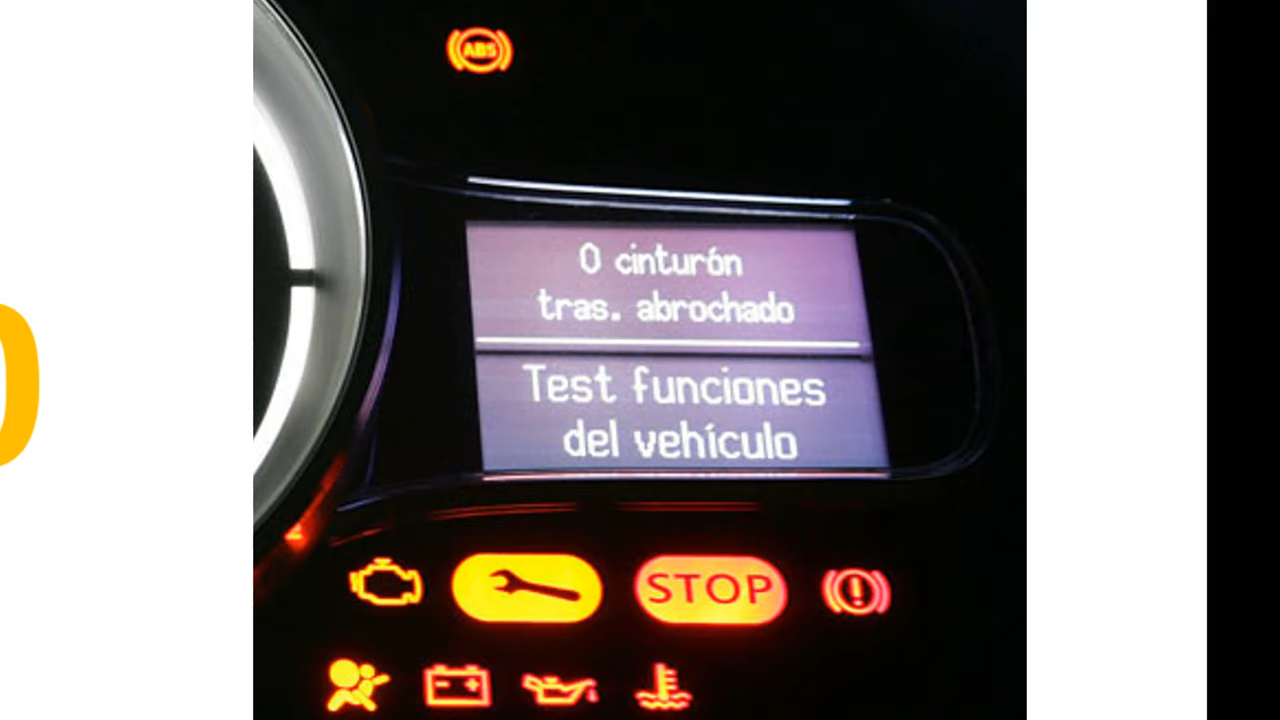 ABS
0 cinturón
tras. abrochado
Test funciones
del vehículo
STOP